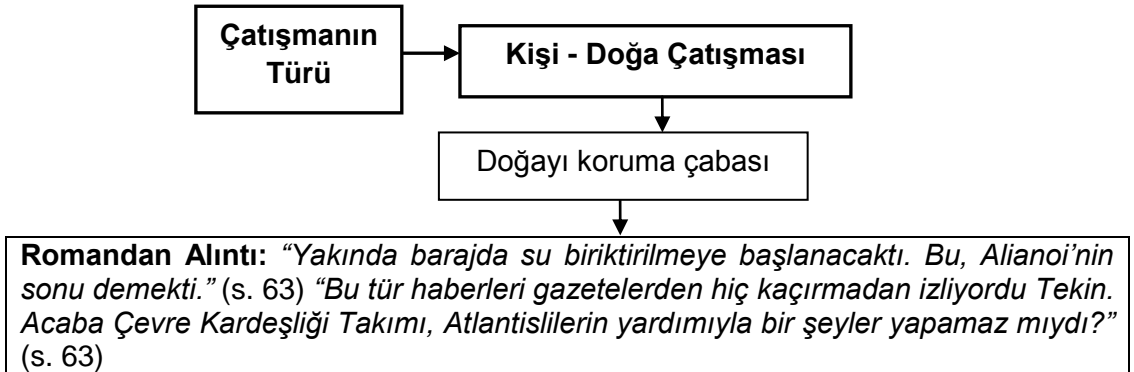 Çatışmanın
Türü
Kişi - Doğa Çatışması
Doğayı koruma çabası
Romandan Alıntı: “Yakında barajda su biriktirilmeye başlanacaktı. Bu, Alianoi’nin
sonu demekti.” (s. 63) “Bu tür haberleri gazetelerden hiç kaçırmadan izliyordu Tekin.
Acaba Çevre Kardeşliği Takımı, Atlantislilerin yardımıyla bir şeyler yapamaz mıydı?”
(s. 63)